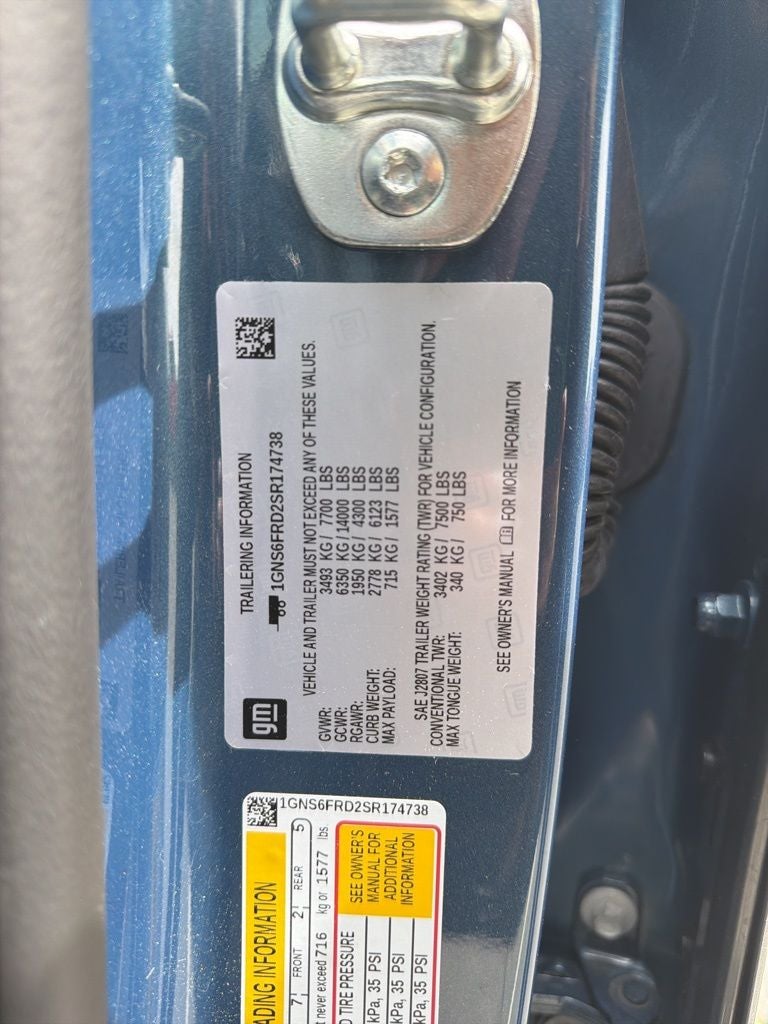 TRAILERING INFORMATION
1GNS6FRD2SR174738
gm
VEHICLE AND TRAILER MUST NOT EXCEED ANY OF THESE VALUES.
GVWR: 3493 KG / 7700 LBS
GCWR: 6350 KG / 14000 LBS
RGAWR: 1950 KG / 4300 LBS
CURB WEIGHT: 2778 KG / 6123 LBS
MAX PAYLOAD: 715 KG / 1577 LBS
SAE J2807 TRAILER WEIGHT RATING (TWR) FOR VEHICLE CONFIGURATION.
CONVENTIONAL TWR: 3402 KG / 7500 LBS
MAX TONGUE WEIGHT: 340 KG / 750 LBS
SEE OWNER'S MANUAL FOR MORE INFORMATION
1GNS6FRD2SR174738
ADING INFORMATION
7 FRONT 2 REAR 5
t never exceed 716 kg or 1577 lbs
D TIRE PRESSURE
SEE OWNER'S
MANUAL FOR
ADDITIONAL
INFORMATION
kPa, 35 PSI
kPa, 35 PSI
kPa, 35 PSI